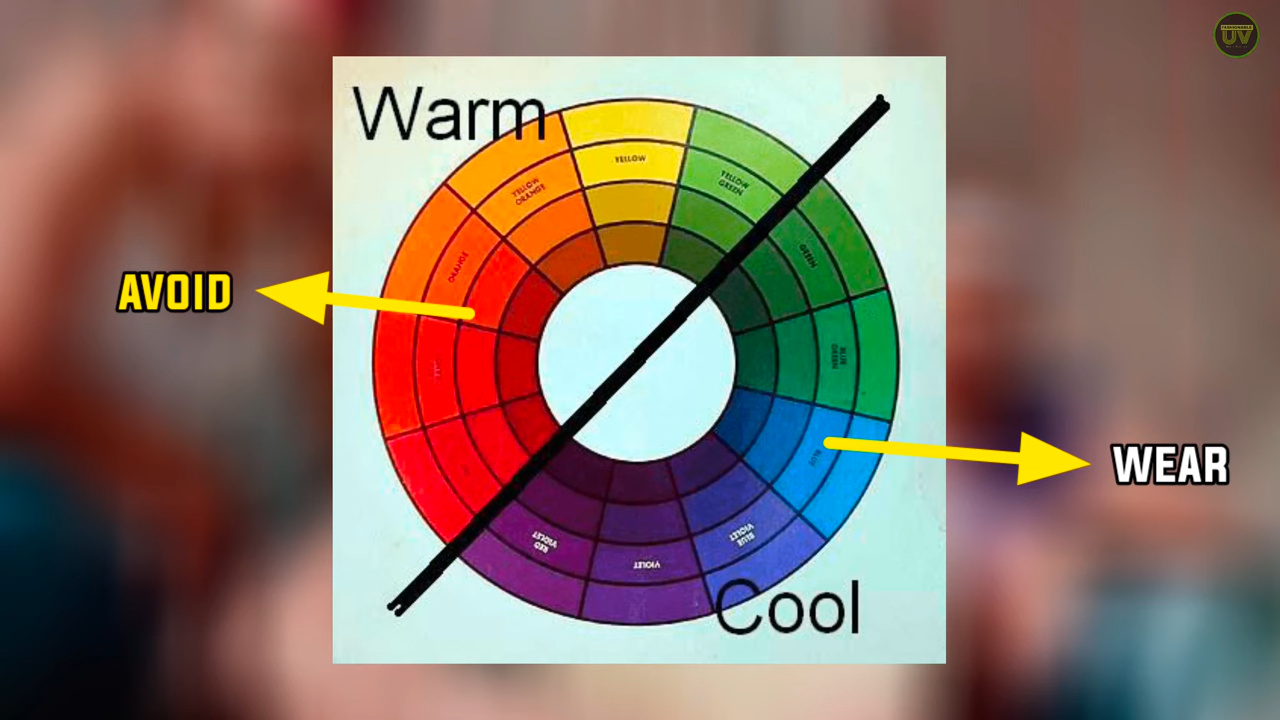 UV
Warm
YELLOW
YELLOW
ORANGE
YELLOW
GREEN
ORANGE
GREEN
AVOID
BLUE
GREEN
BLUE
WEAR
RED
VIOLET
VIOLET
BLUE
VIOLET
Cool